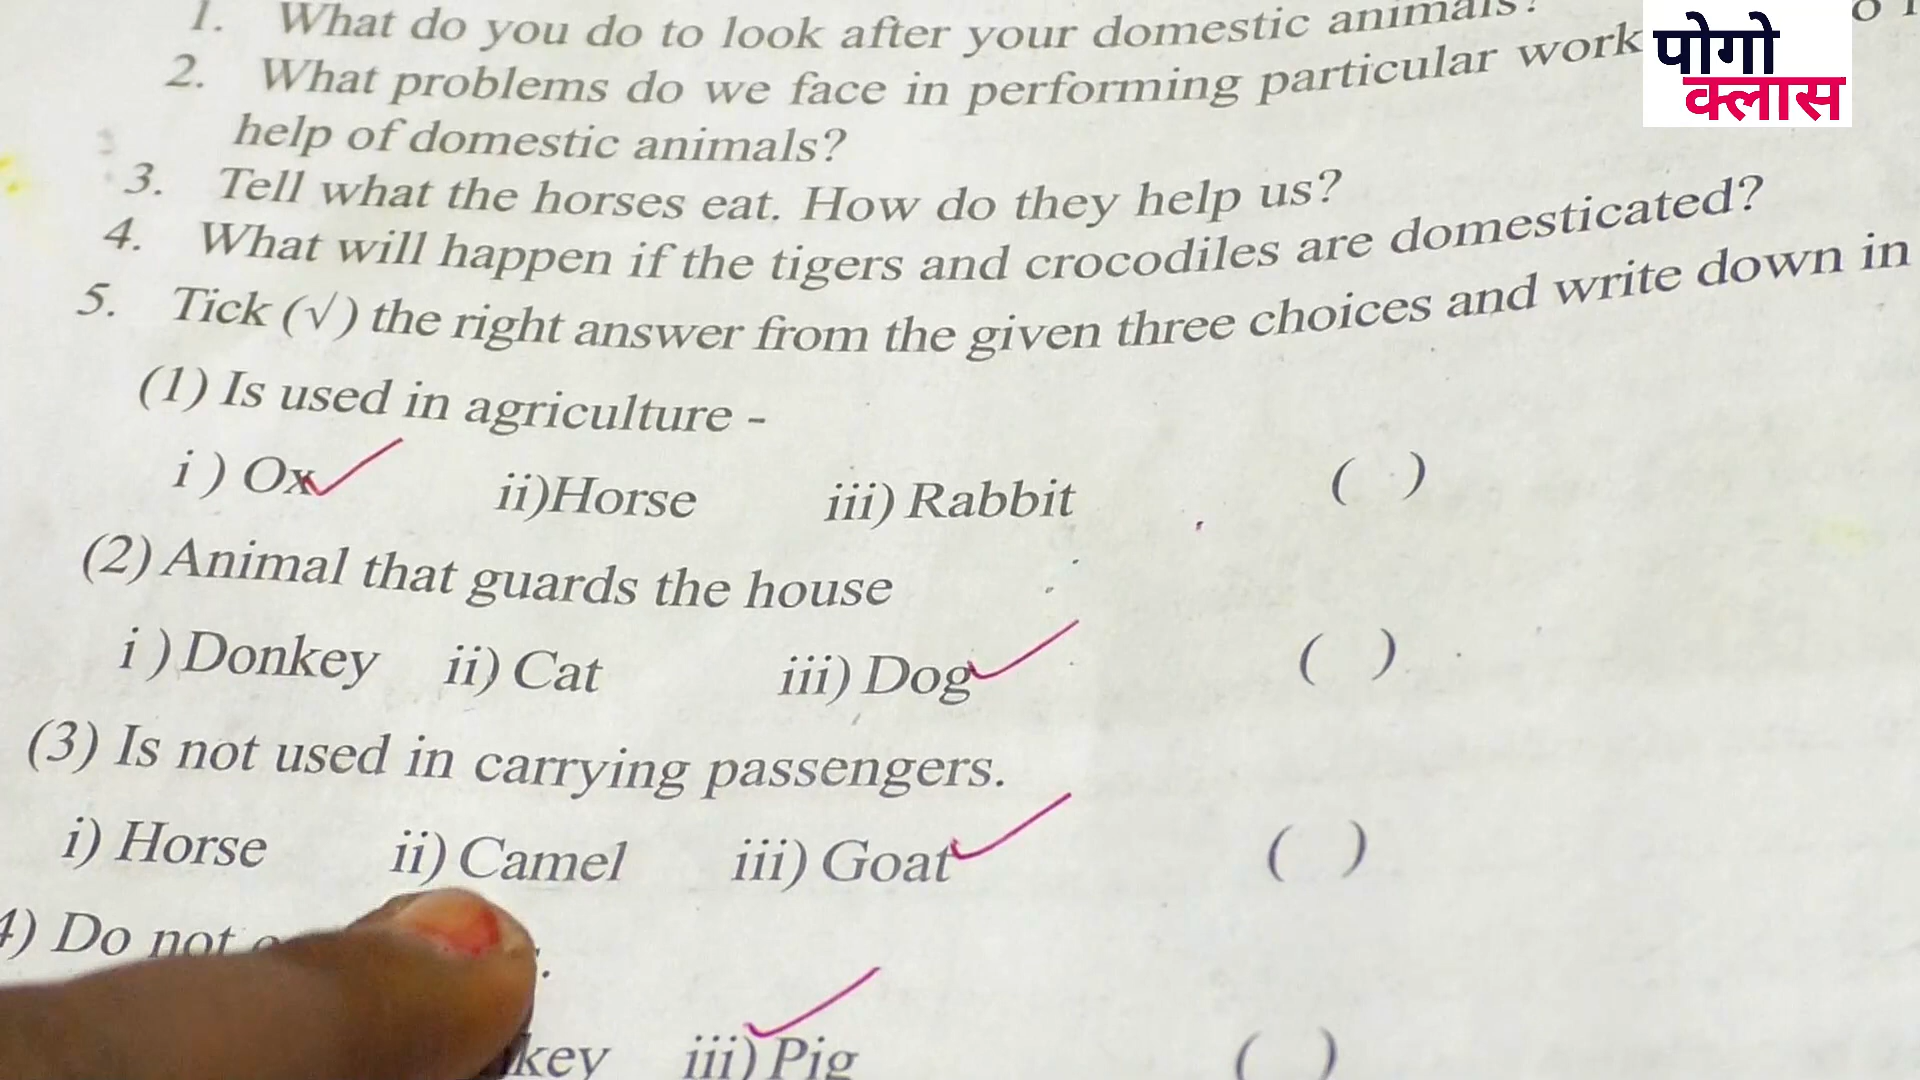 1. What do you do to look after your domestic animals?
2. What problems do we face in performing particular work
help of domestic animals?
3. Tell what the horses eat. How do they help us?
4. What will happen if the tigers and crocodiles are domesticated?
5. Tick (√) the right answer from the given three choices and write down in
(1) Is used in agriculture -
i ) Ox ✓ ii)Horse iii) Rabbit ( )
(2) Animal that guards the house
i ) Donkey ii) Cat iii) Dog ✓ ( )
(3) Is not used in carrying passengers.
i) Horse ii) Camel iii) Goat ✓ ( )
4) Do not
iii) Pig ✓ ( )
पोगो
क्लास